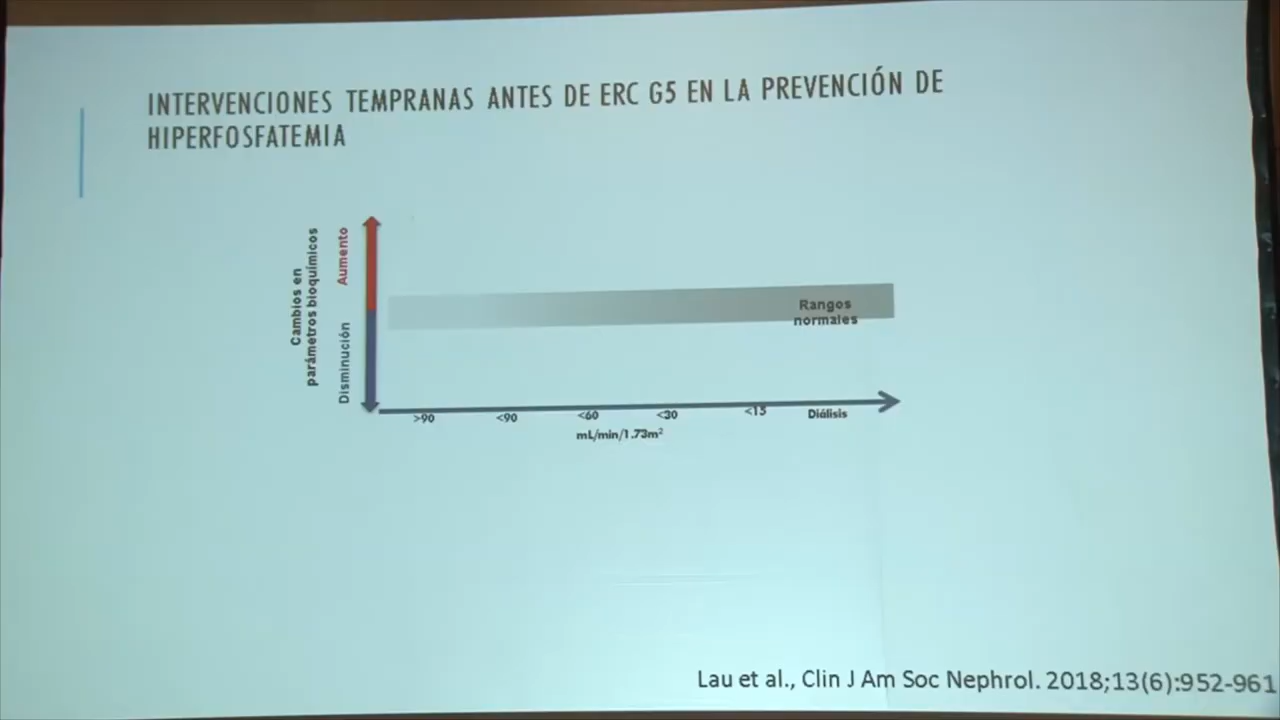 INTERVENCIONES TEMPRANAS ANTES DE ERC G5 EN LA PREVENCIÓN DE
HIPERFOSFATEMIA
Cambios en
parámetros bioquímicos
Aumento
Disminución
Rangos
normales
>90 <90 <60 <30 <15 Diálisis
mL/min/1.73m²
Lau et al., Clin J Am Soc Nephrol. 2018;13(6):952-961